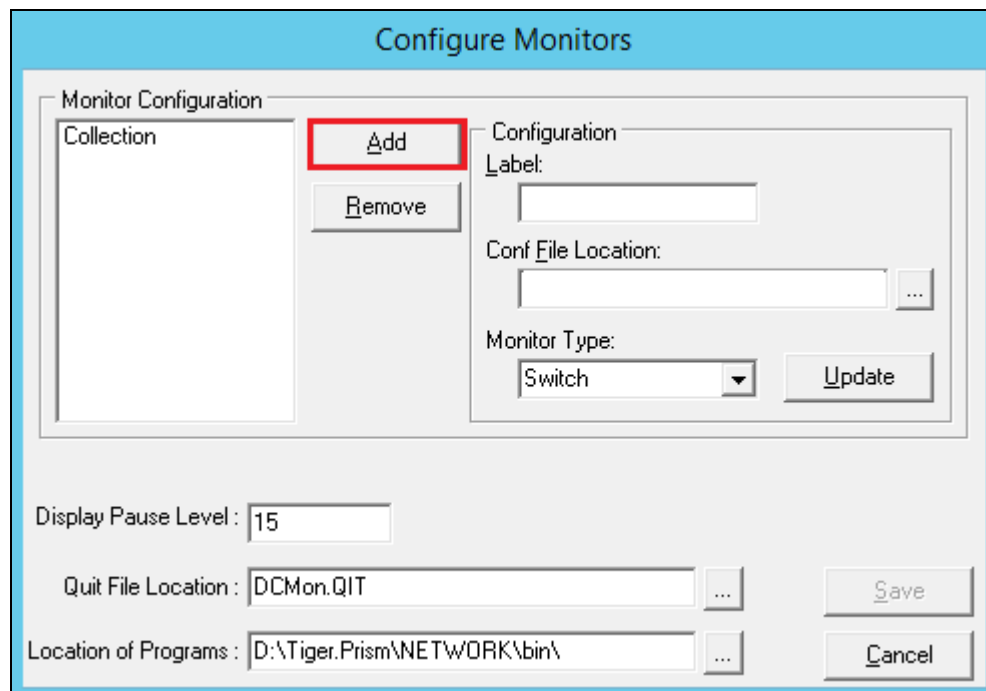 Configure Monitors
Monitor Configuration
Collection
Add
Remove
Configuration
Label:
Conf File Location:
...
Monitor Type:
Switch
Update
Display Pause Level : 15
Quit File Location : DCMon.QIT ...
Save
Location of Programs : D:\Tiger.Prism\NETWORK\bin\ ...
Cancel